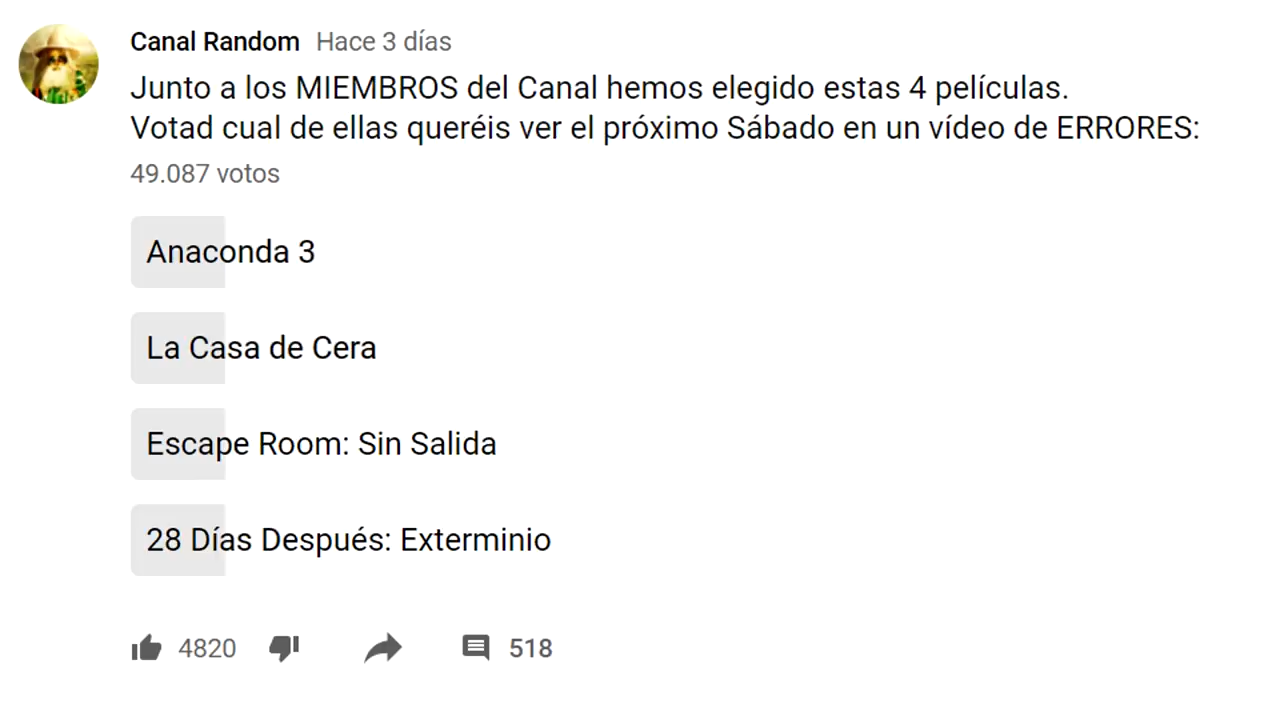 Canal Random Hace 3 días
Junto a los MIEMBROS del Canal hemos elegido estas 4 películas.
Votad cual de ellas queréis ver el próximo Sábado en un vídeo de ERRORES:
49.087 votos
Anaconda 3
La Casa de Cera
Escape Room: Sin Salida
28 Días Después: Exterminio
4820 518